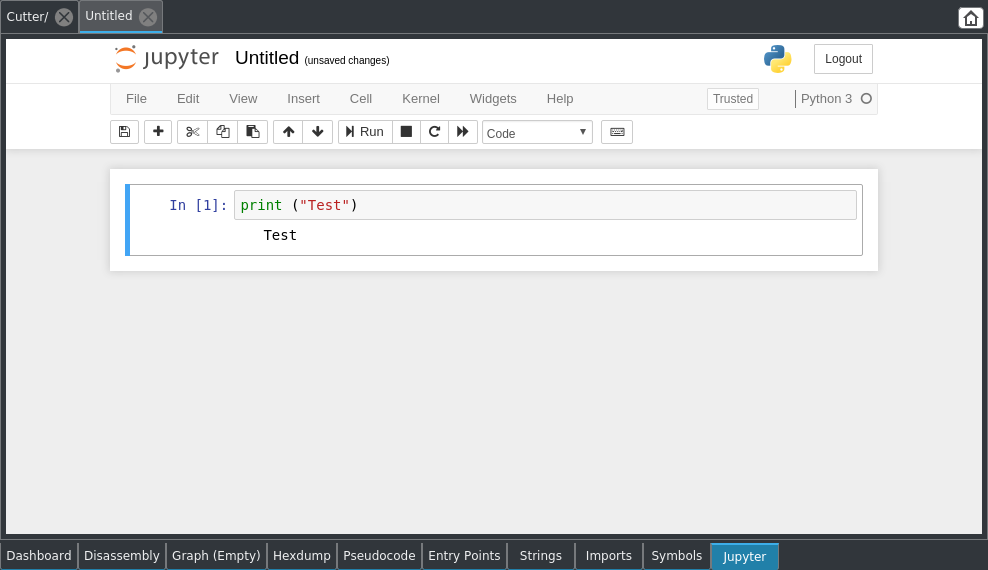 Cutter/ Untitled
jupyter Untitled (unsaved changes) Logout
File Edit View Insert Cell Kernel Widgets Help Trusted Python 3
Run Code
In [1]: print ("Test")
Test
Dashboard Disassembly Graph (Empty) Hexdump Pseudocode Entry Points Strings Imports Symbols Jupyter